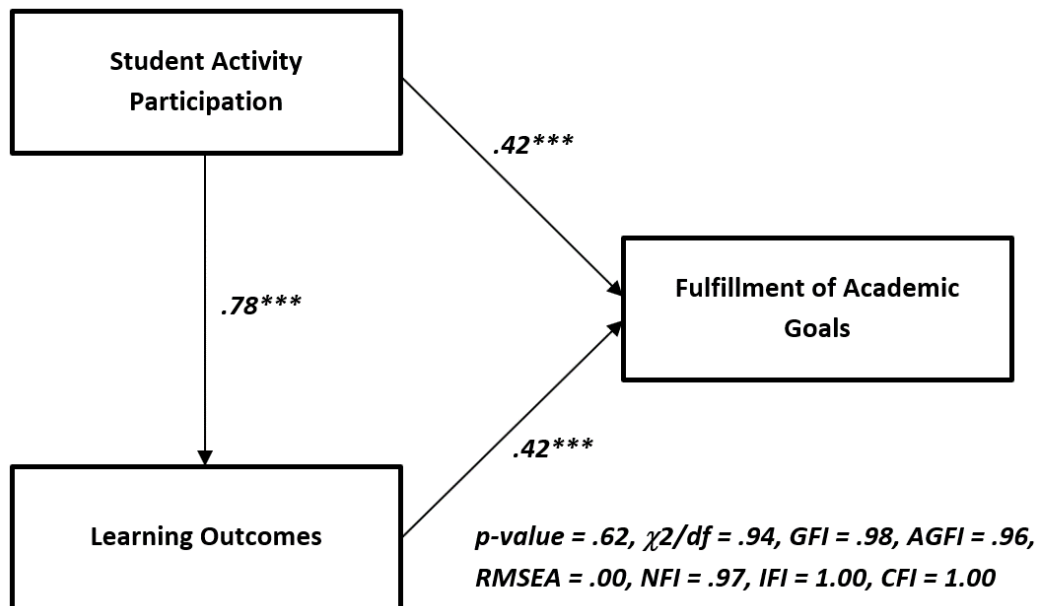 Student Activity
Participation
.42***
Fulfillment of Academic
Goals
.78***
.42***
Learning Outcomes
p-value = .62, χ2/df = .94, GFI = .98, AGFI = .96,
RMSEA = .00, NFI = .97, IFI = 1.00, CFI = 1.00